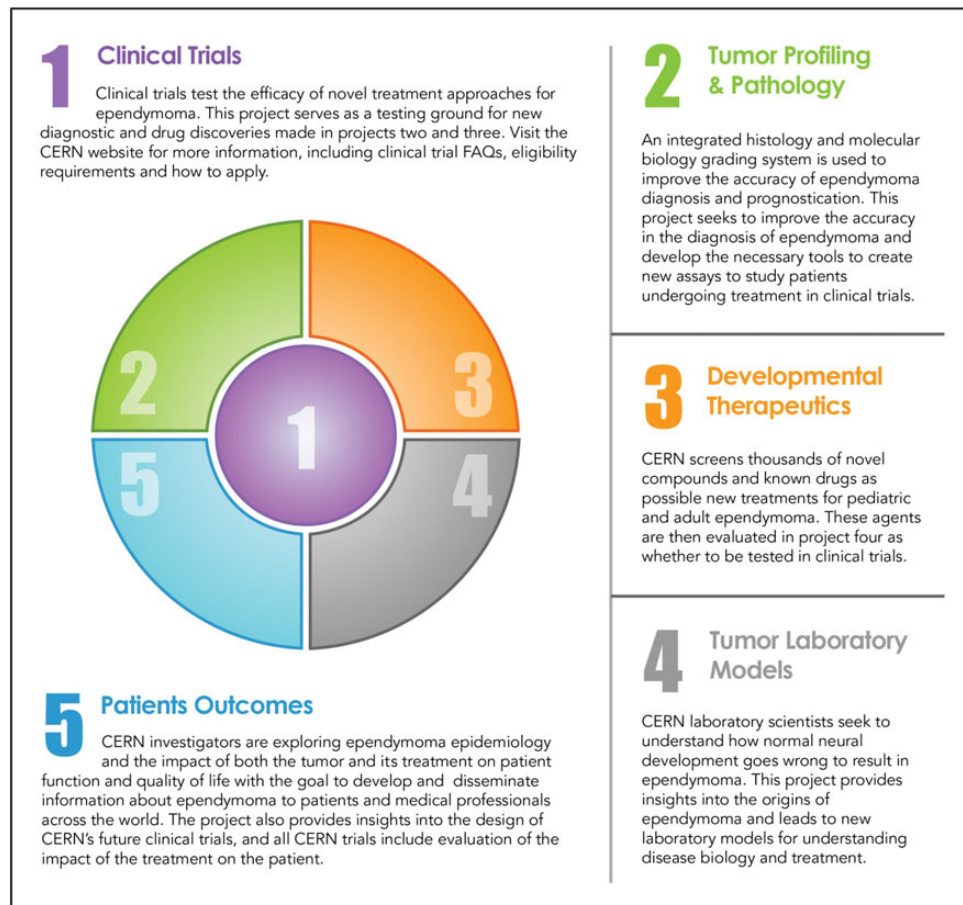 1 Clinical Trials
Clinical trials test the efficacy of novel treatment approaches for
ependymoma. This project serves as a testing ground for new
diagnostic and drug discoveries made in projects two and three. Visit the
CERN website for more information, including clinical trial FAQs, eligibility
requirements and how to apply.
2
3
1
5
4
5 Patients Outcomes
CERN investigators are exploring ependymoma epidemiology
and the impact of both the tumor and its treatment on patient
function and quality of life with the goal to develop and disseminate
information about ependymoma to patients and medical professionals
across the world. The project also provides insights into the design of
CERN's future clinical trials, and all CERN trials include evaluation of the
impact of the treatment on the patient.
2 Tumor Profiling
& Pathology
An integrated histology and molecular
biology grading system is used to
improve the accuracy of ependymoma
diagnosis and prognostication. This
project seeks to improve the accuracy
in the diagnosis of ependymoma and
develop the necessary tools to create
new assays to study patients
undergoing treatment in clinical trials.
3 Developmental
Therapeutics
CERN screens thousands of novel
compounds and known drugs as
possible new treatments for pediatric
and adult ependymoma. These agents
are then evaluated in project four as
whether to be tested in clinical trials.
4 Tumor Laboratory
Models
CERN laboratory scientists seek to
understand how normal neural
development goes wrong to result in
ependymoma. This project provides
insights into the origins of
ependymoma and leads to new
laboratory models for understanding
disease biology and treatment.